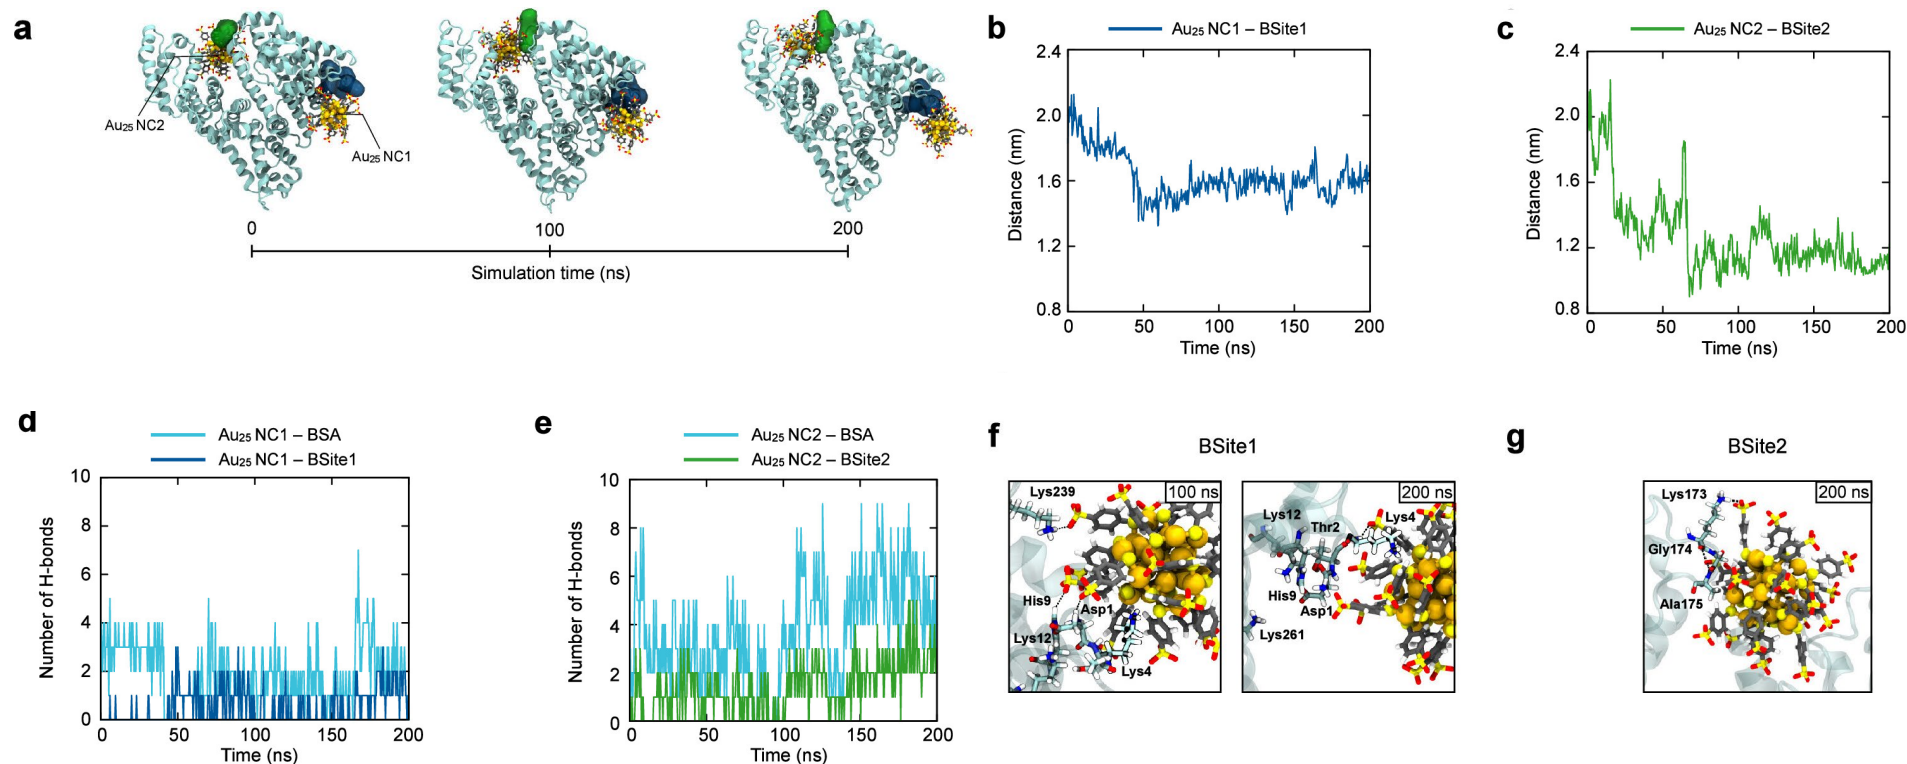 a
Au₂₅ NC2
Au₂₅ NC1
0
100
200
Simulation time (ns)
b
Au₂₅ NC1 – BSite1
2.4
2.0
1.6
1.2
0.8
Distance (nm)
0
50
100
150
200
Time (ns)
c
Au₂₅ NC2 – BSite2
2.4
2.0
1.6
1.2
0.8
Distance (nm)
0
50
100
150
200
Time (ns)
d
Au₂₅ NC1 – BSA
Au₂₅ NC1 – BSite1
10
8
6
4
2
0
Number of H-bonds
0
50
100
150
200
Time (ns)
e
Au₂₅ NC2 – BSA
Au₂₅ NC2 – BSite2
10
8
6
4
2
0
Number of H-bonds
0
50
100
150
200
Time (ns)
f
BSite1
100 ns
Lys239
His9
Asp1
Lys12
Lys4
200 ns
Lys12
Thr2
Lys4
His9
Asp1
Lys261
g
BSite2
200 ns
Lys173
Gly174
Ala175